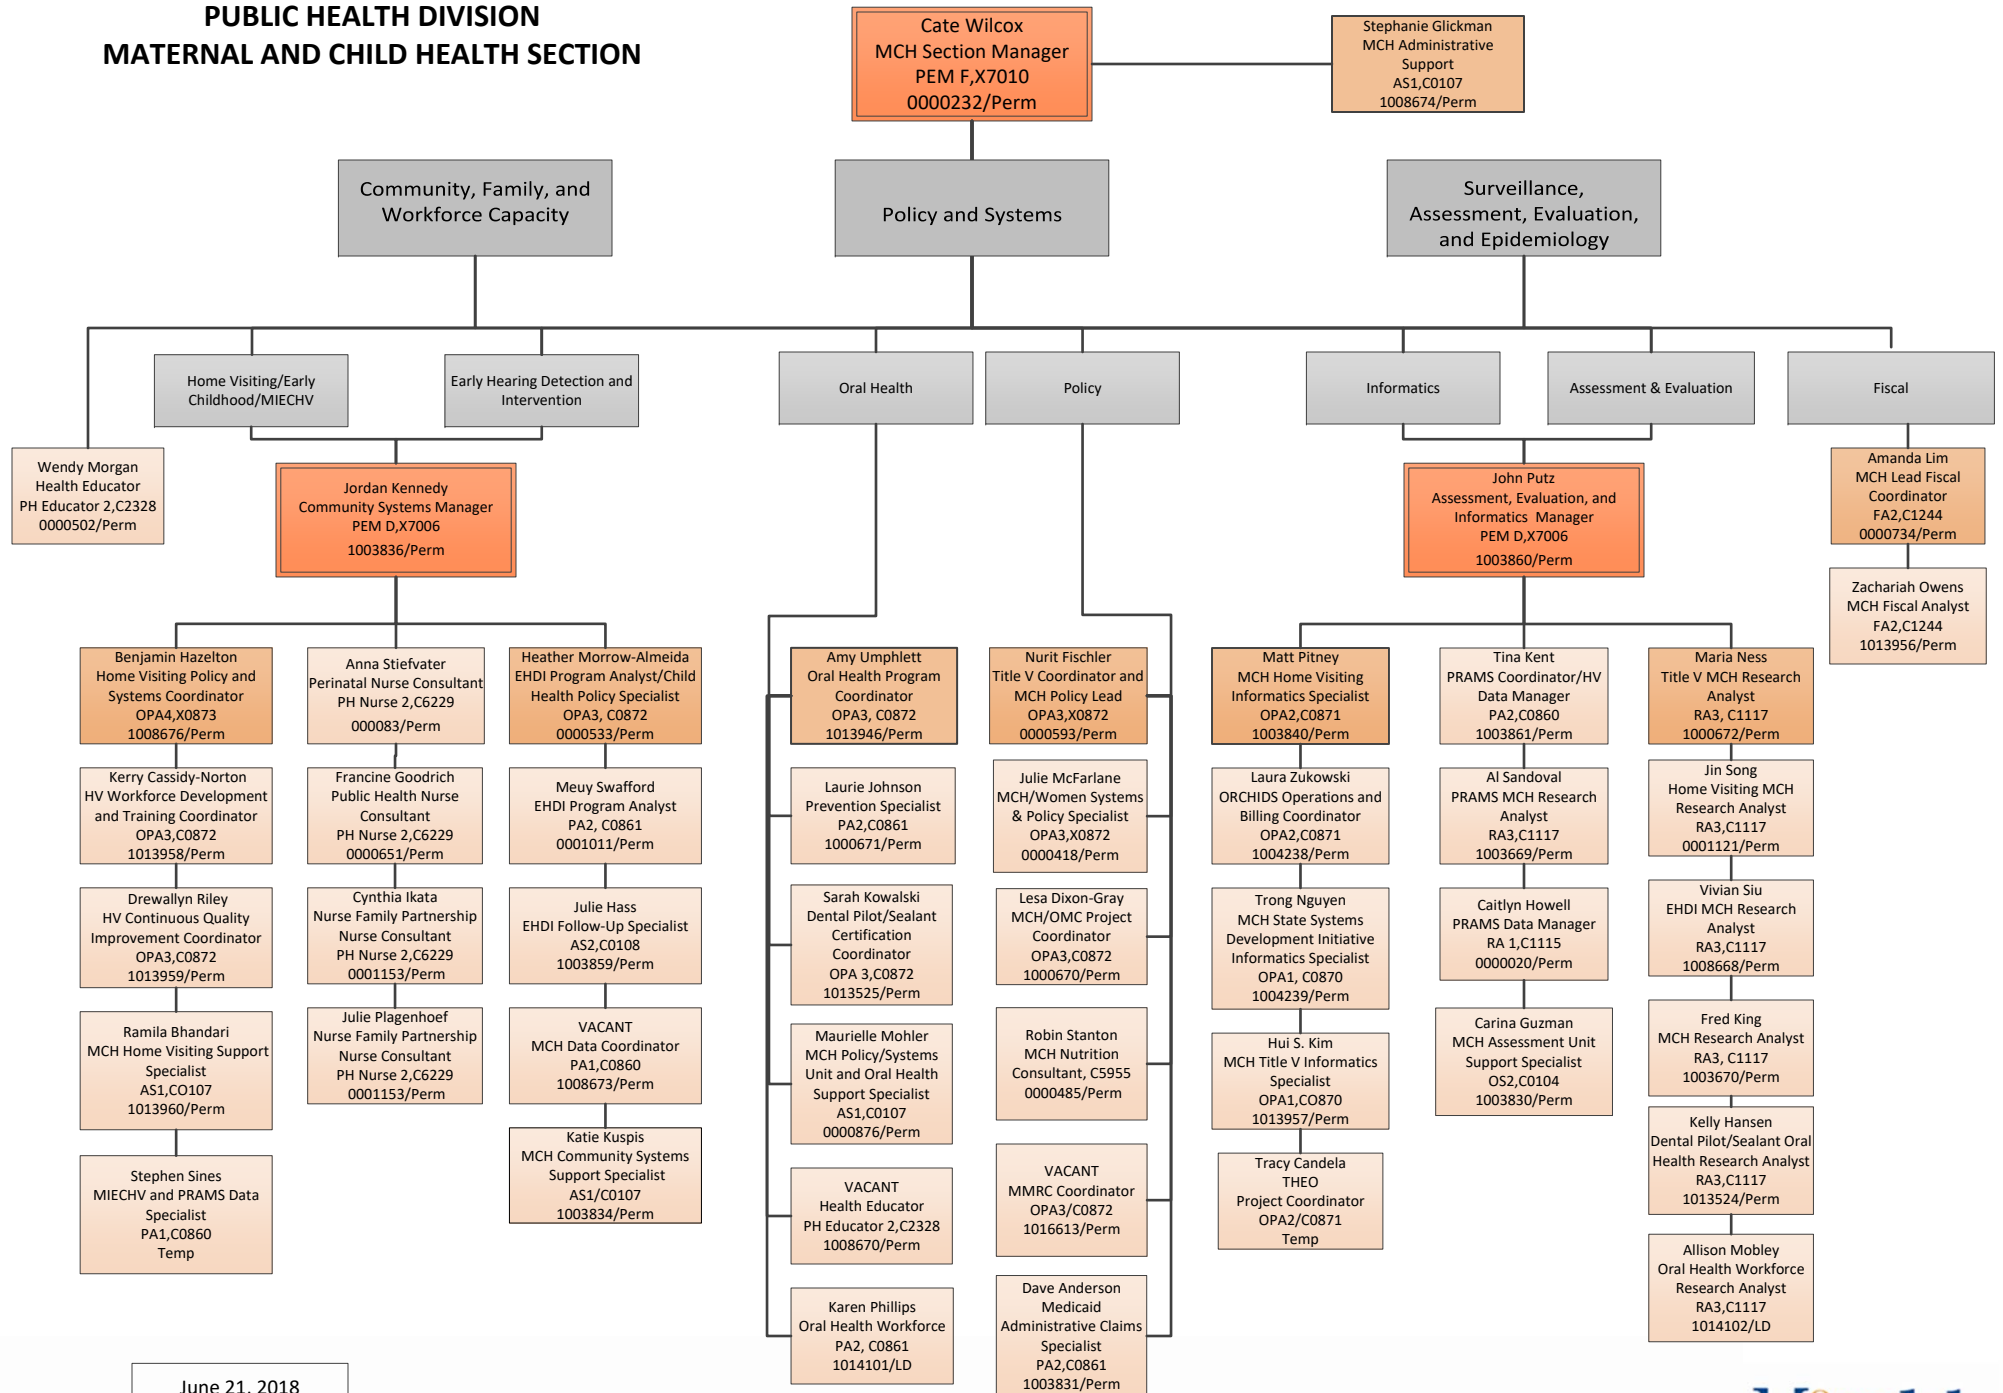 PUBLIC HEALTH DIVISION
MATERNAL AND CHILD HEALTH SECTION
Cate Wilcox
MCH Section Manager
PEM F,X7010
0000232/Perm
Stephanie Glickman
MCH Administrative
Support
AS1,C0107
1008674/Perm
Community, Family, and
Workforce Capacity
Policy and Systems
Surveillance,
Assessment, Evaluation,
and Epidemiology
Home Visiting/Early
Childhood/MIECHV
Early Hearing Detection and
Intervention
Oral Health
Policy
Informatics
Assessment & Evaluation
Fiscal
Wendy Morgan
Health Educator
PH Educator 2,C2328
0000502/Perm
Jordan Kennedy
Community Systems Manager
PEM D,X7006
1003836/Perm
John Putz
Assessment, Evaluation, and
Informatics  Manager
PEM D,X7006
1003860/Perm
Amanda Lim
MCH Lead Fiscal
Coordinator
FA2,C1244
0000734/Perm
Zachariah Owens
MCH Fiscal Analyst
FA2,C1244
1013956/Perm
Benjamin Hazelton
Home Visiting Policy and
Systems Coordinator
OPA4,X0873
1008676/Perm
Kerry Cassidy-Norton
HV Workforce Development
and Training Coordinator
OPA3,C0872
1013958/Perm
Drewallyn Riley
HV Continuous Quality
Improvement Coordinator
OPA3,C0872
1013959/Perm
Ramila Bhandari
MCH Home Visiting Support
Specialist
AS1,CO107
1013960/Perm
Stephen Sines
MIECHV and PRAMS Data
Specialist
PA1,C0860
Temp
Anna Stiefvater
Perinatal Nurse Consultant
PH Nurse 2,C6229
000083/Perm
Francine Goodrich
Public Health Nurse
Consultant
PH Nurse 2,C6229
0000651/Perm
Cynthia Ikata
Nurse Family Partnership
Nurse Consultant
PH Nurse 2,C6229
0001153/Perm
Julie Plagenhoef
Nurse Family Partnership
Nurse Consultant
PH Nurse 2,C6229
0001153/Perm
Heather Morrow-Almeida
EHDI Program Analyst/Child
Health Policy Specialist
OPA3, C0872
0000533/Perm
Meuy Swafford
EHDI Program Analyst
PA2, C0861
0001011/Perm
Julie Hass
EHDI Follow-Up Specialist
AS2,C0108
1003859/Perm
VACANT
MCH Data Coordinator
PA1,C0860
1008673/Perm
Katie Kuspis
MCH Community Systems
Support Specialist
AS1/C0107
1003834/Perm
Amy Umphlett
Oral Health Program
Coordinator
OPA3, C0872
1013946/Perm
Laurie Johnson
Prevention Specialist
PA2,C0861
1000671/Perm
Sarah Kowalski
Dental Pilot/Sealant
Certification
Coordinator
OPA 3,C0872
1013525/Perm
Maurielle Mohler
MCH Policy/Systems
Unit and Oral Health
Support Specialist
AS1,C0107
0000876/Perm
VACANT
Health Educator
PH Educator 2,C2328
1008670/Perm
Karen Phillips
Oral Health Workforce
PA2, C0861
1014101/LD
Nurit Fischler
Title V Coordinator and
MCH Policy Lead
OPA3,X0872
0000593/Perm
Julie McFarlane
MCH/Women Systems
& Policy Specialist
OPA3,X0872
0000418/Perm
Lesa Dixon-Gray
MCH/OMC Project
Coordinator
OPA3,C0872
1000670/Perm
Robin Stanton
MCH Nutrition
Consultant, C5955
0000485/Perm
VACANT
MMRC Coordinator
OPA3/C0872
1016613/Perm
Dave Anderson
Medicaid
Administrative Claims
Specialist
PA2,C0861
1003831/Perm
Matt Pitney
MCH Home Visiting
Informatics Specialist
OPA2,C0871
1003840/Perm
Laura Zukowski
ORCHIDS Operations and
Billing Coordinator
OPA2,C0871
1004238/Perm
Trong Nguyen
MCH State Systems
Development Initiative
Informatics Specialist
OPA1, C0870
1004239/Perm
Hui S. Kim
MCH Title V Informatics
Specialist
OPA1,CO870
1013957/Perm
Tracy Candela
THEO
Project Coordinator
OPA2/C0871
Temp
Tina Kent
PRAMS Coordinator/HV
Data Manager
PA2,C0860
1003861/Perm
Al Sandoval
PRAMS MCH Research
Analyst
RA3,C1117
1003669/Perm
Caitlyn Howell
PRAMS Data Manager
RA 1,C1115
0000020/Perm
Carina Guzman
MCH Assessment Unit
Support Specialist
OS2,C0104
1003830/Perm
Maria Ness
Title V MCH Research
Analyst
RA3, C1117
1000672/Perm
Jin Song
Home Visiting MCH
Research Analyst
RA3,C1117
0001121/Perm
Vivian Siu
EHDI MCH Research
Analyst
RA3,C1117
1008668/Perm
Fred King
MCH Research Analyst
RA3, C1117
1003670/Perm
Kelly Hansen
Dental Pilot/Sealant Oral
Health Research Analyst
RA3,C1117
1013524/Perm
Allison Mobley
Oral Health Workforce
Research Analyst
RA3,C1117
1014102/LD
June 21, 2018